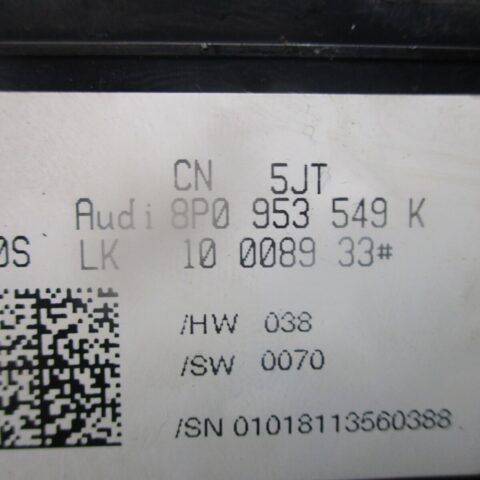 CN 5JT
Audi 8P0 953 549 K
0S LK 10 0089 33#
/HW 038
/SW 0070
/SN 01018113560388